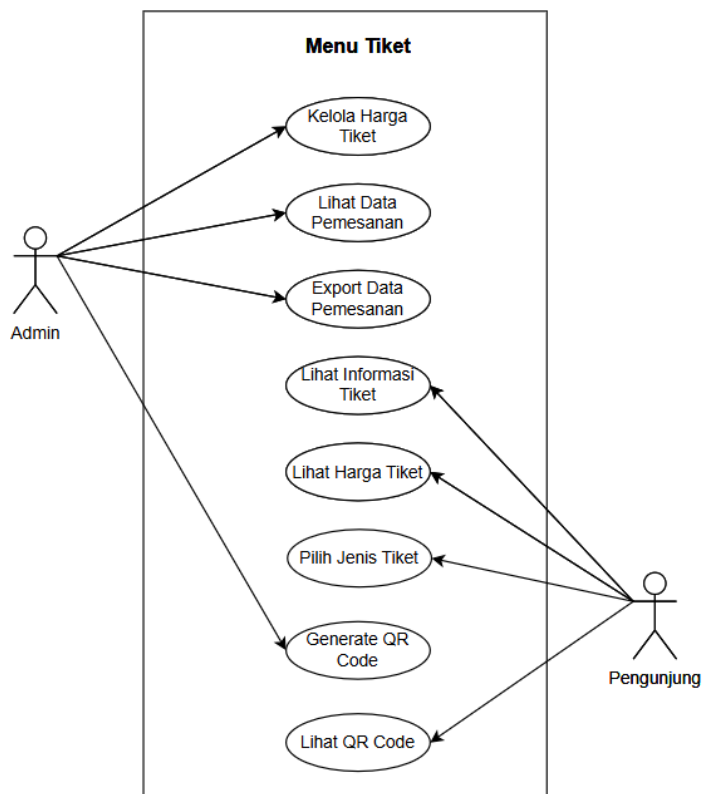 Menu Tiket
Kelola Harga
Tiket
Lihat Data
Pemesanan
Export Data
Pemesanan
Admin
Lihat Informasi
Tiket
Lihat Harga Tiket
Pilih Jenis Tiket
Generate QR
Code
Pengunjung
Lihat QR Code